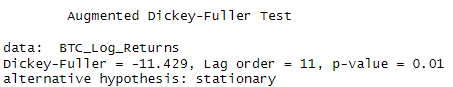 Augmented Dickey-Fuller Test
data:  BTC_Log_Returns
Dickey-Fuller = -11.429, Lag order = 11, p-value = 0.01
alternative hypothesis: stationary